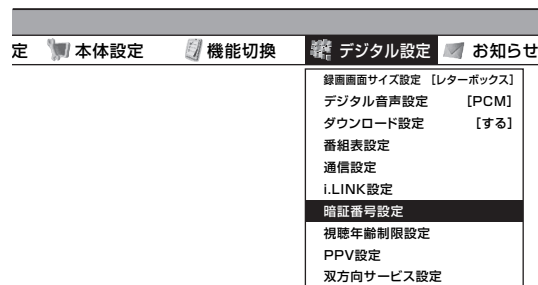 定 本体設定 機能切換 デジタル設定 お知らせ
録画画面サイズ設定 [レターボックス]
デジタル音声設定 [PCM]
ダウンロード設定 [する]
番組表設定
通信設定
i.LINK設定
暗証番号設定
視聴年齢制限設定
PPV設定
双方向サービス設定